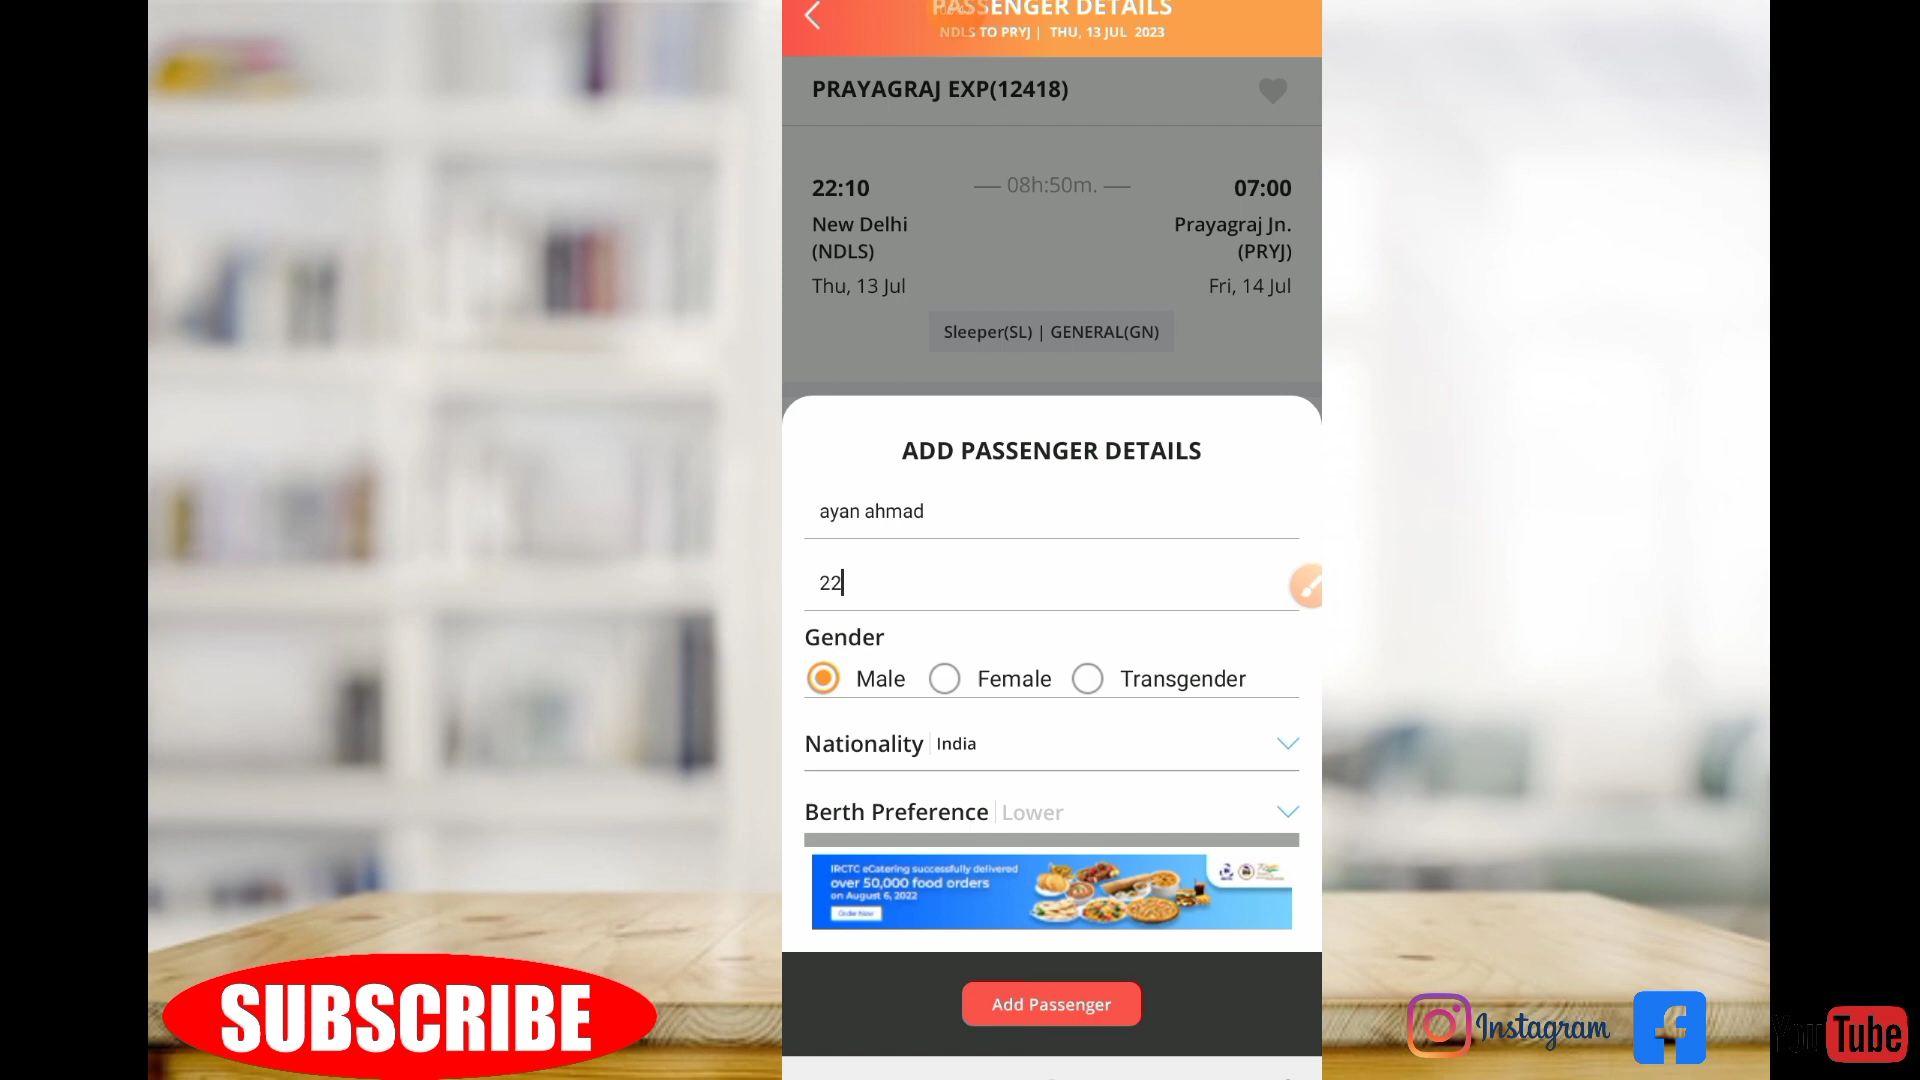 PASSENGER DETAILS
NDLS TO PRYJ | THU, 13 JUL 2023
PRAYAGRAJ EXP(12418)
22:10 — 08h:50m. — 07:00
New Delhi Prayagraj Jn.
(NDLS) (PRYJ)
Thu, 13 Jul Fri, 14 Jul
Sleeper(SL) | GENERAL(GN)
ADD PASSENGER DETAILS
ayan ahmad
22
Gender
Male Female Transgender
Nationality India
Berth Preference Lower
IRCTC eCatering successfully delivered
over 50,000 food orders
on August 6, 2022
Order Now
Add Passenger
SUBSCRIBE
Instagram
YouTube